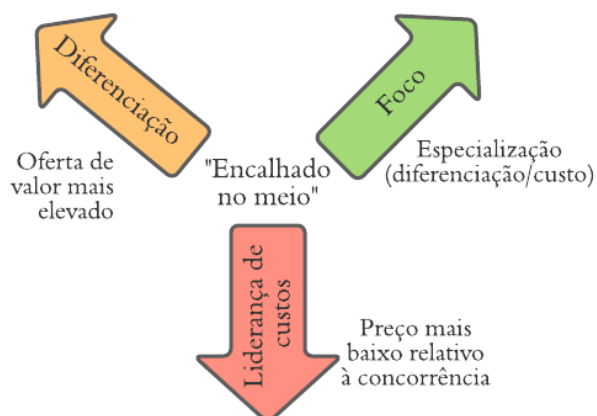 Diferenciação
Oferta de
valor mais
elevado
"Encalhado
no meio"
Foco
Especialização
(diferenciação/custo)
Liderança de
custos
Preço mais
baixo relativo
à concorrência